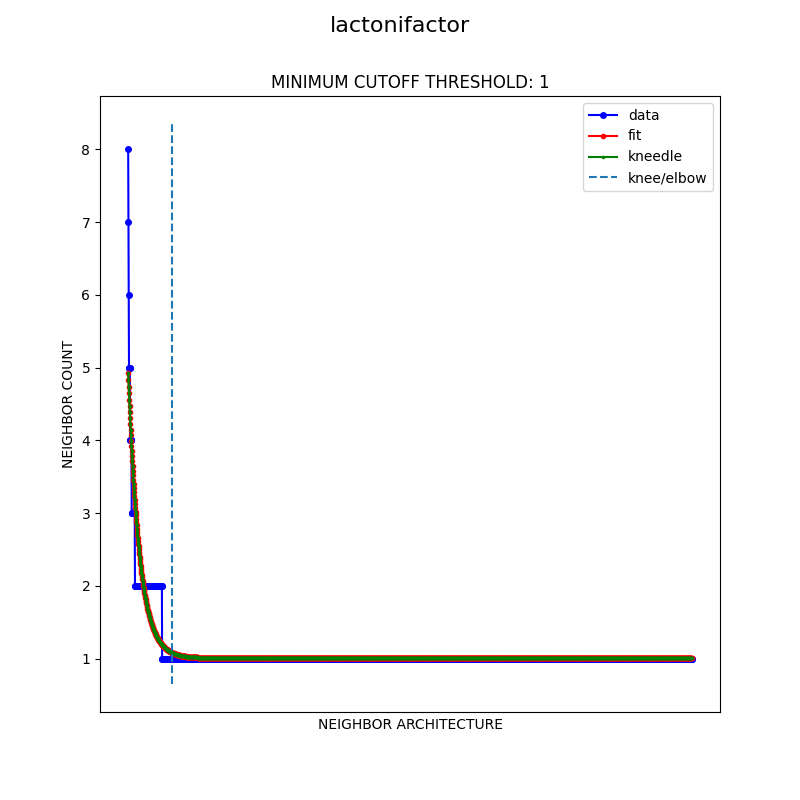 lactonifactor
MINIMUM CUTOFF THRESHOLD: 1
data
fit
kneedle
knee/elbow
8
7
6
5
4
3
2
1
NEIGHBOR COUNT
NEIGHBOR ARCHITECTURE